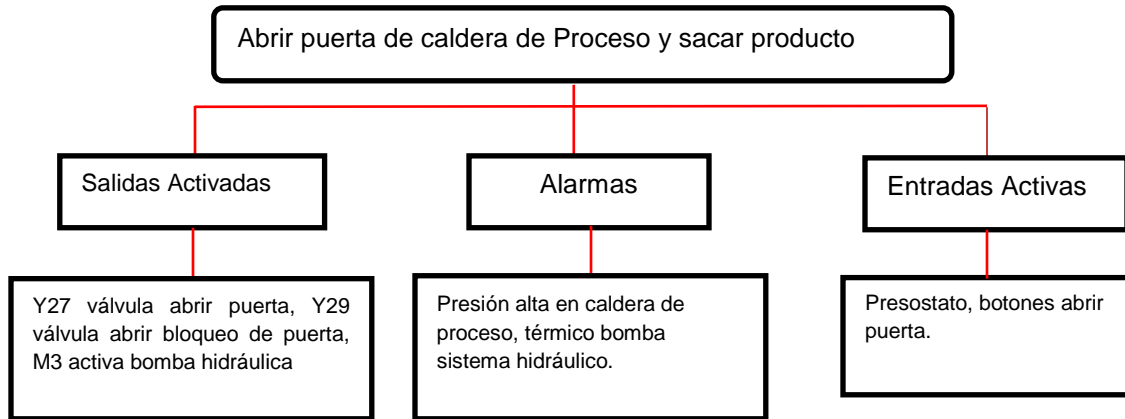 Abrir puerta de caldera de Proceso y sacar producto
Salidas Activadas
Alarmas
Entradas Activas
Y27 válvula abrir puerta, Y29
válvula abrir bloqueo de puerta,
M3 activa bomba hidráulica
Presión alta en caldera de
proceso, térmico bomba
sistema hidráulico.
Presostato, botones abrir
puerta.